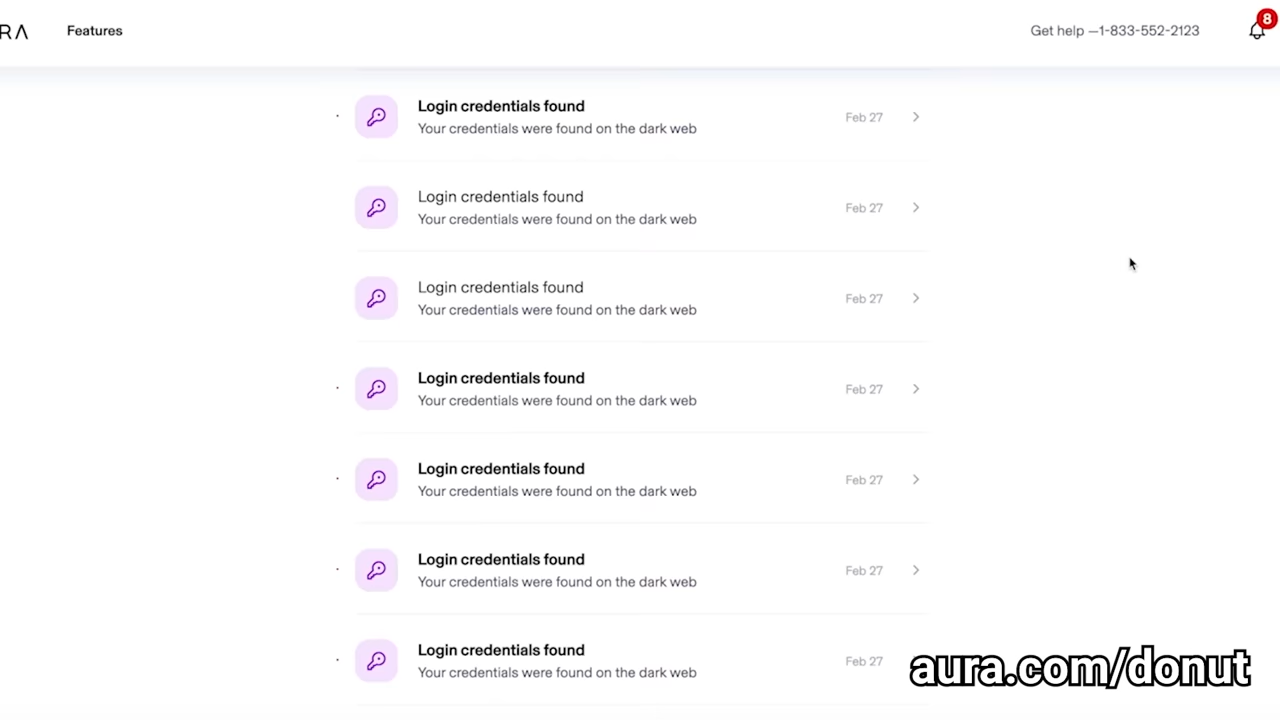 RA
Features
Get help —1-833-552-2123
8
Login credentials found
Your credentials were found on the dark web
Feb 27
Login credentials found
Your credentials were found on the dark web
Feb 27
Login credentials found
Your credentials were found on the dark web
Feb 27
Login credentials found
Your credentials were found on the dark web
Feb 27
Login credentials found
Your credentials were found on the dark web
Feb 27
Login credentials found
Your credentials were found on the dark web
Feb 27
Login credentials found
Your credentials were found on the dark web
Feb 27
aura.com/donut